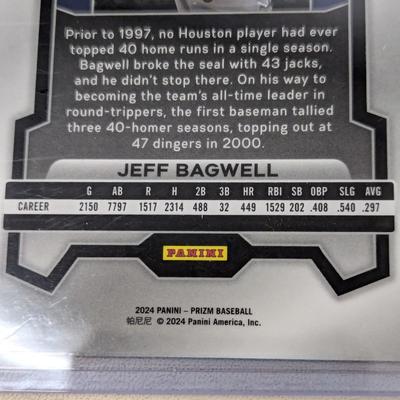 Prior to 1997, no Houston player had ever
topped 40 home runs in a single season.
Bagwell broke the seal with 43 jacks,
and he didn't stop there. On his way to
becoming the team's all-time leader in
round-trippers, the first baseman tallied
three 40-homer seasons, topping out at
47 dingers in 2000.
JEFF BAGWELL
G AB R H 2B 3B HR RBI SB OBP SLG AVG
CAREER 2150 7797 1517 2314 488 32 449 1529 202 .408 .540 .297
PANINI
2024 PANINI – PRIZM BASEBALL
帕尼尼 © 2024 Panini America, Inc.